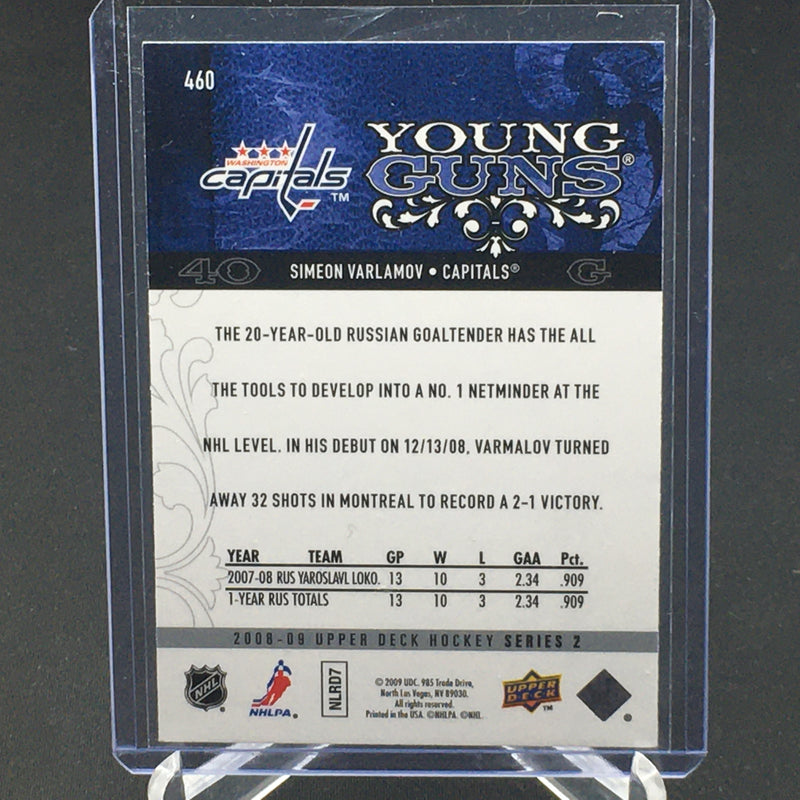 460
YOUNG
GUNS®
WASHINGTON
capitals™
40 SIMEON VARLAMOV • CAPITALS® G
THE 20-YEAR-OLD RUSSIAN GOALTENDER HAS THE ALL
THE TOOLS TO DEVELOP INTO A NO. 1 NETMINDER AT THE
NHL LEVEL. IN HIS DEBUT ON 12/13/08, VARMALOV TURNED
AWAY 32 SHOTS IN MONTREAL TO RECORD A 2-1 VICTORY.
YEAR TEAM GP W L GAA Pct.
2007-08 RUS YAROSLAVL LOKO. 13 10 3 2.34 .909
1-YEAR RUS TOTALS 13 10 3 2.34 .909
2008-09 UPPER DECK HOCKEY SERIES 2
NHL
NHLPA.
NLRD7
© 2009 UDC. 985 Trade Drive,
North Las Vegas, NV 89030.
All rights reserved.
Printed in the USA. ©NHLPA. ©NHL.
UPPER
DECK
™